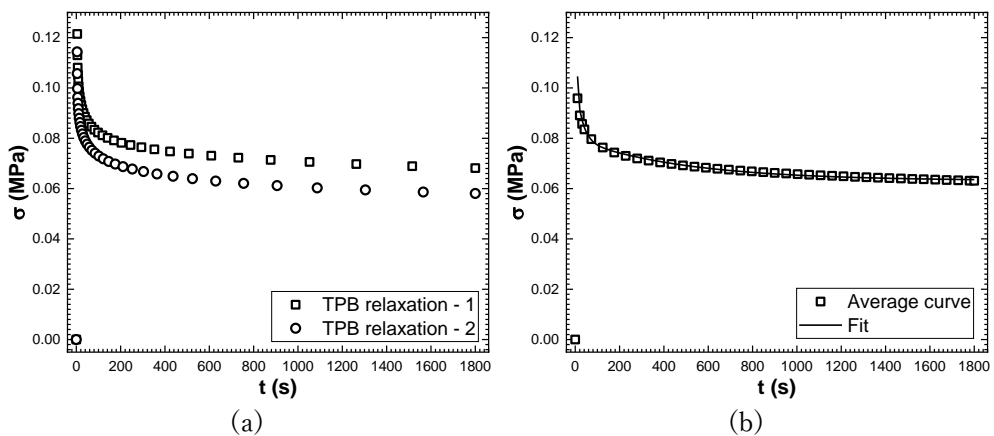 0.12
0.10
0.08
0.06
0.04
0.02
0.00
σ (MPa)
0 200 400 600 800 1000 1200 1400 1600 1800
t (s)
TPB relaxation - 1
TPB relaxation - 2
(a)
0.12
0.10
0.08
0.06
0.04
0.02
0.00
σ (MPa)
0 200 400 600 800 1000 1200 1400 1600 1800
t (s)
Average curve
Fit
(b)